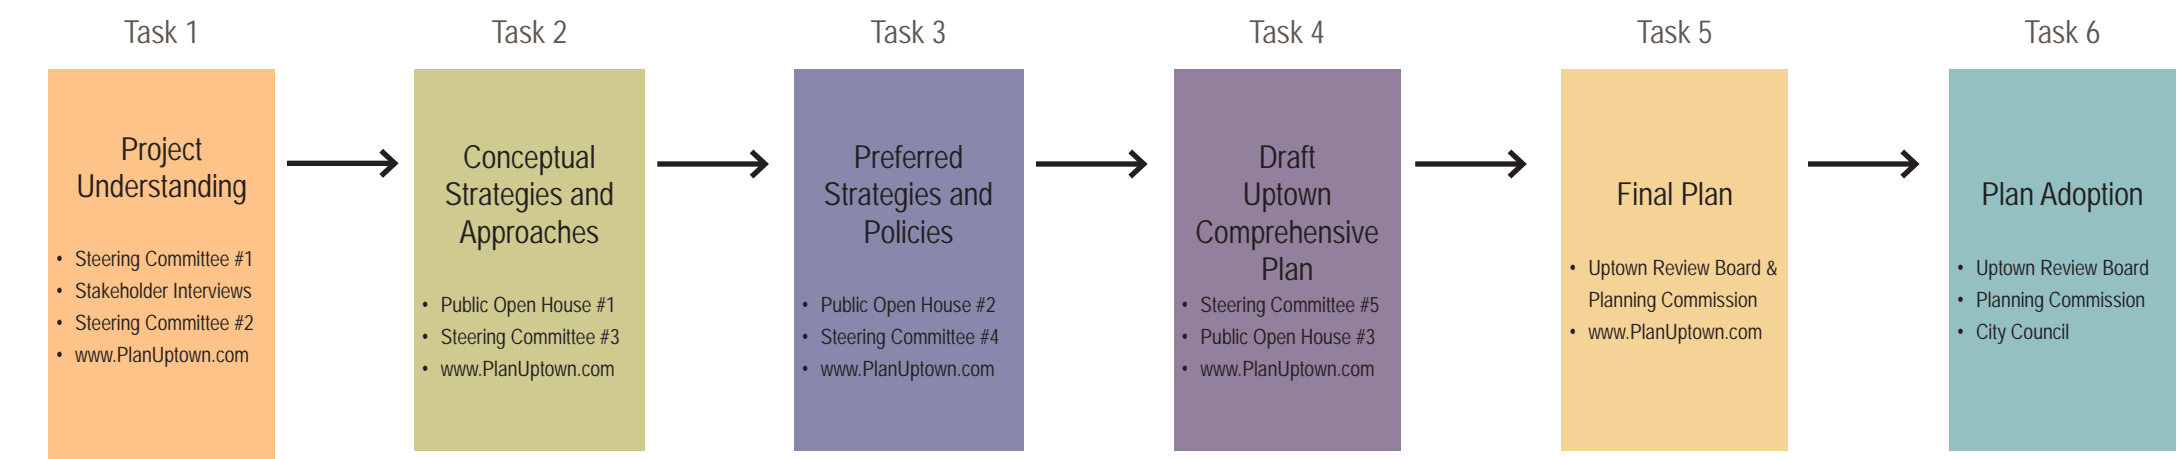 Task 1
Project
Understanding
• Steering Committee #1
• Stakeholder Interviews
• Steering Committee #2
• www.PlanUptown.com
Task 2
Conceptual
Strategies and
Approaches
• Public Open House #1
• Steering Committee #3
• www.PlanUptown.com
Task 3
Preferred
Strategies and
Policies
• Public Open House #2
• Steering Committee #4
• www.PlanUptown.com
Task 4
Draft
Uptown
Comprehensive
Plan
• Steering Committee #5
• Public Open House #3
• www.PlanUptown.com
Task 5
Final Plan
• Uptown Review Board &
Planning Commission
• www.PlanUptown.com
Task 6
Plan Adoption
• Uptown Review Board
• Planning Commission
• City Council